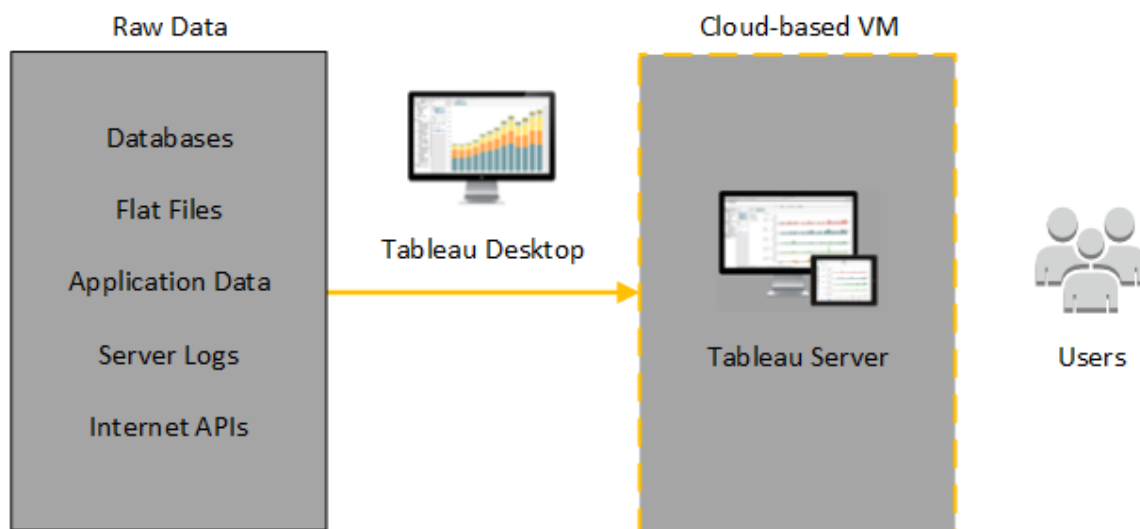 Raw Data
Databases
Flat Files
Application Data
Server Logs
Internet APIs
Tableau Desktop
Cloud-based VM
Tableau Server
Users